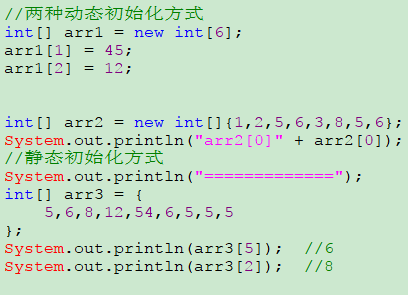 //两种动态初始化方式
int[] arr1 = new int[6];
arr1[1] = 45;
arr1[2] = 12;
int[] arr2 = new int[]{1,2,5,6,3,8,5,6};
System.out.println("arr2[0]" + arr2[0]);
//静态初始化方式
System.out.println("=============");
int[] arr3 = {
5,6,8,12,54,6,5,5,5
};
System.out.println(arr3[5]); //6
System.out.println(arr3[2]); //8